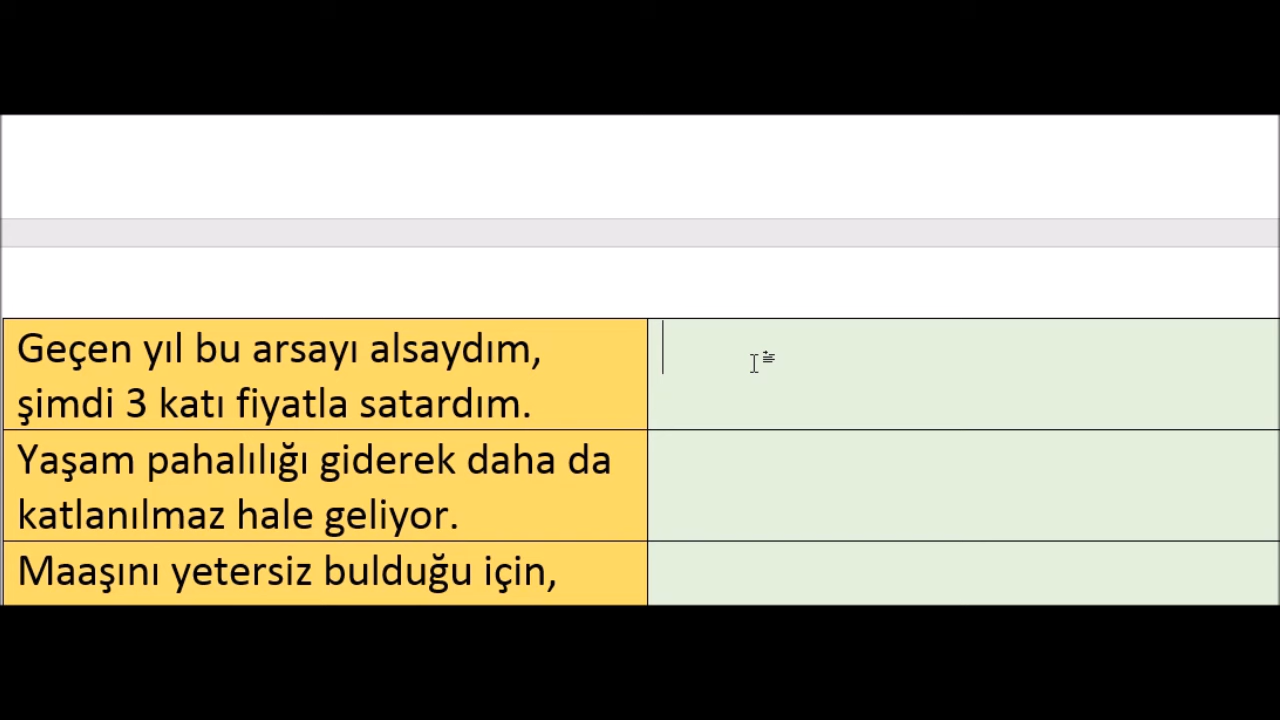 Geçen yıl bu arsayı alsaydım,
şimdi 3 katı fiyatla satardım.
Yaşam pahalılığı giderek daha da
katlanılmaz hale geliyor.
Maaşını yetersiz bulduğu için,